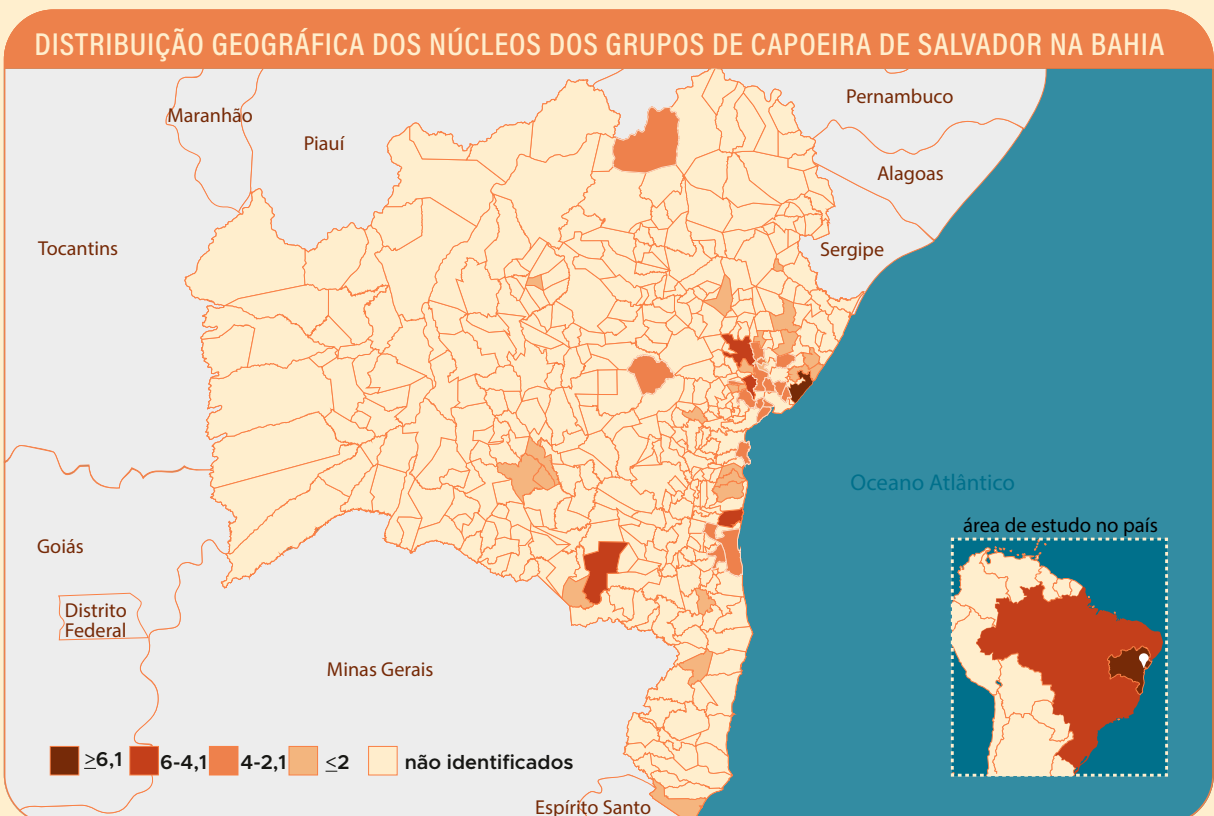 DISTRIBUIÇÃO GEOGRÁFICA DOS NÚCLEOS DOS GRUPOS DE CAPOEIRA DE SALVADOR NA BAHIA
Pernambuco
Maranhão
Piauí
Alagoas
Tocantins
Sergipe
Oceano Atlântico
área de estudo no país
Goiás
Distrito
Federal
Minas Gerais
≥6,1
6-4,1
4-2,1
≤2
não identificados
Espírito Santo